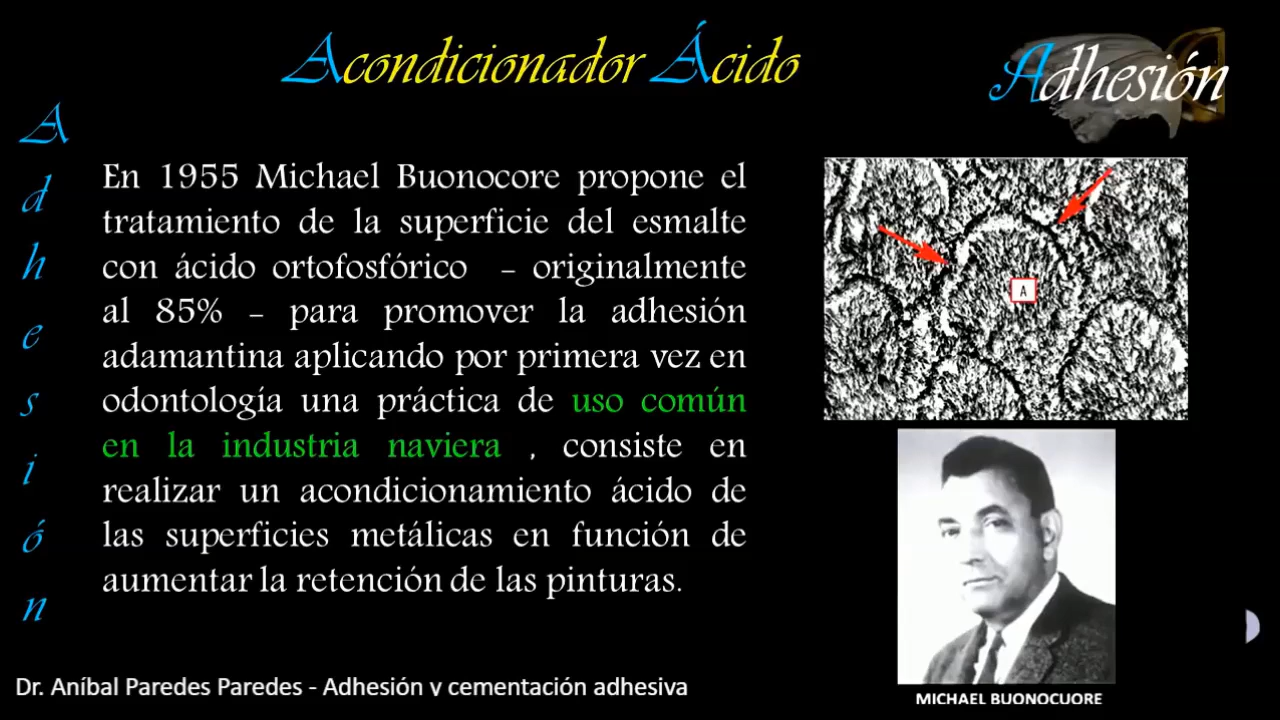 Acondicionador Ácido
Adhesión
Adhesión
En 1955 Michael Buonocore propone el
tratamiento de la superficie del esmalte
con ácido ortofosfórico – originalmente
al 85% – para promover la adhesión
adamantina aplicando por primera vez en
odontología una práctica de uso común
en la industria naviera , consiste en
realizar un acondicionamiento ácido de
las superficies metálicas en función de
aumentar la retención de las pinturas.
A
MICHAEL BUONOCUORE
Dr. Aníbal Paredes Paredes - Adhesión y cementación adhesiva